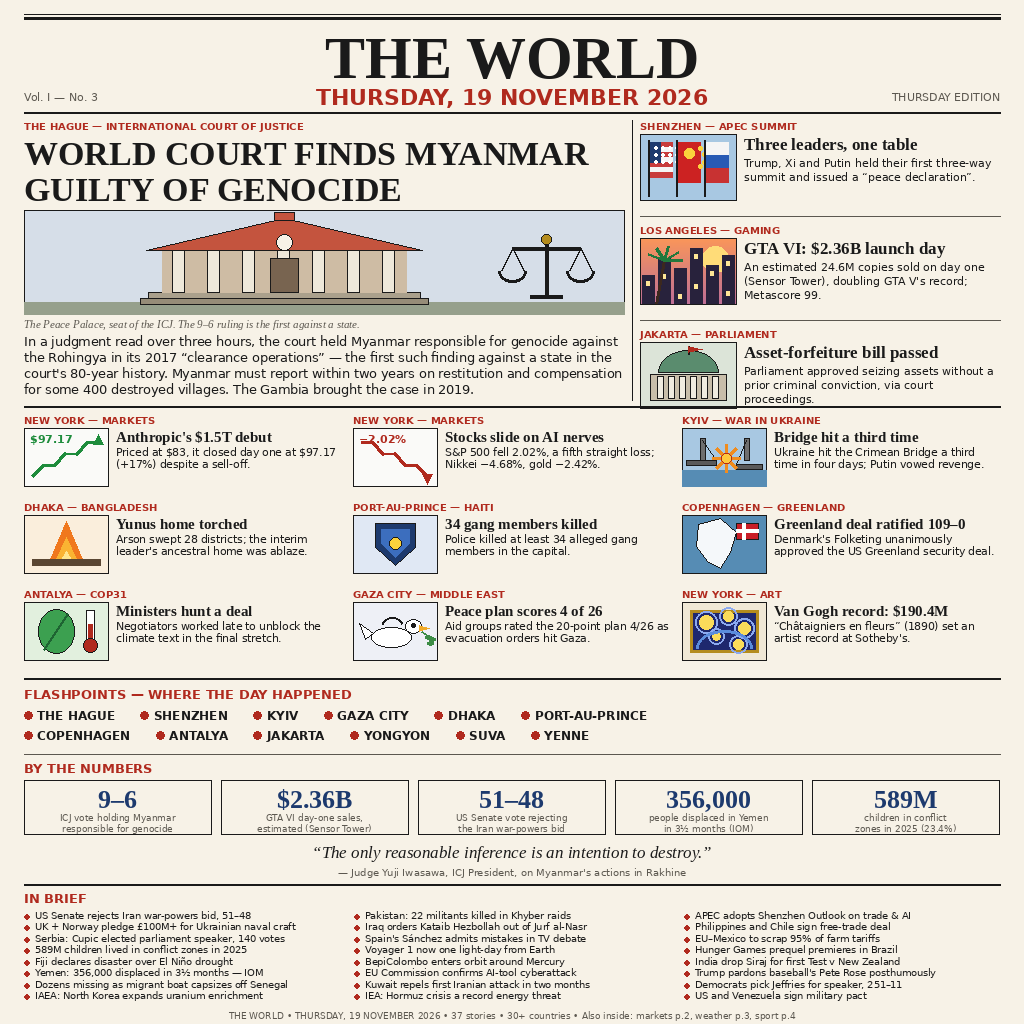 THE WORLD
Vol. I — No. 3
THURSDAY, 19 NOVEMBER 2026
THURSDAY EDITION
THE HAGUE — INTERNATIONAL COURT OF JUSTICE
WORLD COURT FINDS MYANMAR
GUILTY OF GENOCIDE
The Peace Palace, seat of the ICJ. The 9–6 ruling is the first against a state.
In a judgment read over three hours, the court held Myanmar responsible for genocide against
the Rohingya in its 2017 “clearance operations” — the first such finding against a state in the
court's 80-year history. Myanmar must report within two years on restitution and compensation
for some 400 destroyed villages. The Gambia brought the case in 2019.
SHENZHEN — APEC SUMMIT
Three leaders, one table
Trump, Xi and Putin held their first three-way
summit and issued a “peace declaration”.
LOS ANGELES — GAMING
GTA VI: $2.36B launch day
An estimated 24.6M copies sold on day one
(Sensor Tower), doubling GTA V's record;
Metascore 99.
JAKARTA — PARLIAMENT
Asset-forfeiture bill passed
Parliament approved seizing assets without a
prior criminal conviction, via court
proceedings.
NEW YORK — MARKETS
$97.17
Anthropic's $1.5T debut
Priced at $83, it closed day one at $97.17
(+17%) despite a sell-off.
NEW YORK — MARKETS
−2.02%
Stocks slide on AI nerves
S&P 500 fell 2.02%, a fifth straight loss;
Nikkei −4.68%, gold −2.42%.
KYIV — WAR IN UKRAINE
Bridge hit a third time
Ukraine hit the Crimean Bridge a third
time in four days; Putin vowed revenge.
DHAKA — BANGLADESH
Yunus home torched
Arson swept 28 districts; the interim
leader's ancestral home was ablaze.
PORT-AU-PRINCE — HAITI
34 gang members killed
Police killed at least 34 alleged gang
members in the capital.
COPENHAGEN — GREENLAND
Greenland deal ratified 109–0
Denmark's Folketing unanimously
approved the US Greenland security deal.
ANTALYA — COP31
Ministers hunt a deal
Negotiators worked late to unblock the
climate text in the final stretch.
GAZA CITY — MIDDLE EAST
Peace plan scores 4 of 26
Aid groups rated the 20-point plan 4/26 as
evacuation orders hit Gaza.
NEW YORK — ART
Van Gogh record: $190.4M
“Châtaigniers en fleurs” (1890) set an
artist record at Sotheby's.
FLASHPOINTS — WHERE THE DAY HAPPENED
THE HAGUE SHENZHEN KYIV GAZA CITY DHAKA PORT-AU-PRINCE
COPENHAGEN ANTALYA JAKARTA YONGYON SUVA YENNE
BY THE NUMBERS
9–6
ICJ vote holding Myanmar
responsible for genocide
$2.36B
GTA VI day-one sales,
estimated (Sensor Tower)
51–48
US Senate vote rejecting
the Iran war-powers bid
356,000
people displaced in Yemen
in 3½ months (IOM)
589M
children in conflict
zones in 2025 (23.4%)
“The only reasonable inference is an intention to destroy.”
— Judge Yuji Iwasawa, ICJ President, on Myanmar's actions in Rakhine
IN BRIEF
US Senate rejects Iran war-powers bid, 51–48
UK + Norway pledge £100M+ for Ukrainian naval craft
Serbia: Cupic elected parliament speaker, 140 votes
589M children lived in conflict zones in 2025
Fiji declares disaster over El Niño drought
Yemen: 356,000 displaced in 3½ months — IOM
Dozens missing as migrant boat capsizes off Senegal
IAEA: North Korea expands uranium enrichment
Pakistan: 22 militants killed in Khyber raids
Iraq orders Kataib Hezbollah out of Jurf al-Nasr
Spain's Sánchez admits mistakes in TV debate
Voyager 1 now one light-day from Earth
BepiColombo enters orbit around Mercury
EU Commission confirms AI-tool cyberattack
Kuwait repels first Iranian attack in two months
IEA: Hormuz crisis a record energy threat
APEC adopts Shenzhen Outlook on trade & AI
Philippines and Chile sign free-trade deal
EU–Mexico to scrap 95% of farm tariffs
Hunger Games prequel premieres in Brazil
India drop Siraj for first Test v New Zealand
Trump pardons baseball's Pete Rose posthumously
Democrats pick Jeffries for speaker, 251–11
US and Venezuela sign military pact
THE WORLD • THURSDAY, 19 NOVEMBER 2026 • 37 stories • 30+ countries • Also inside: markets p.2, weather p.3, sport p.4